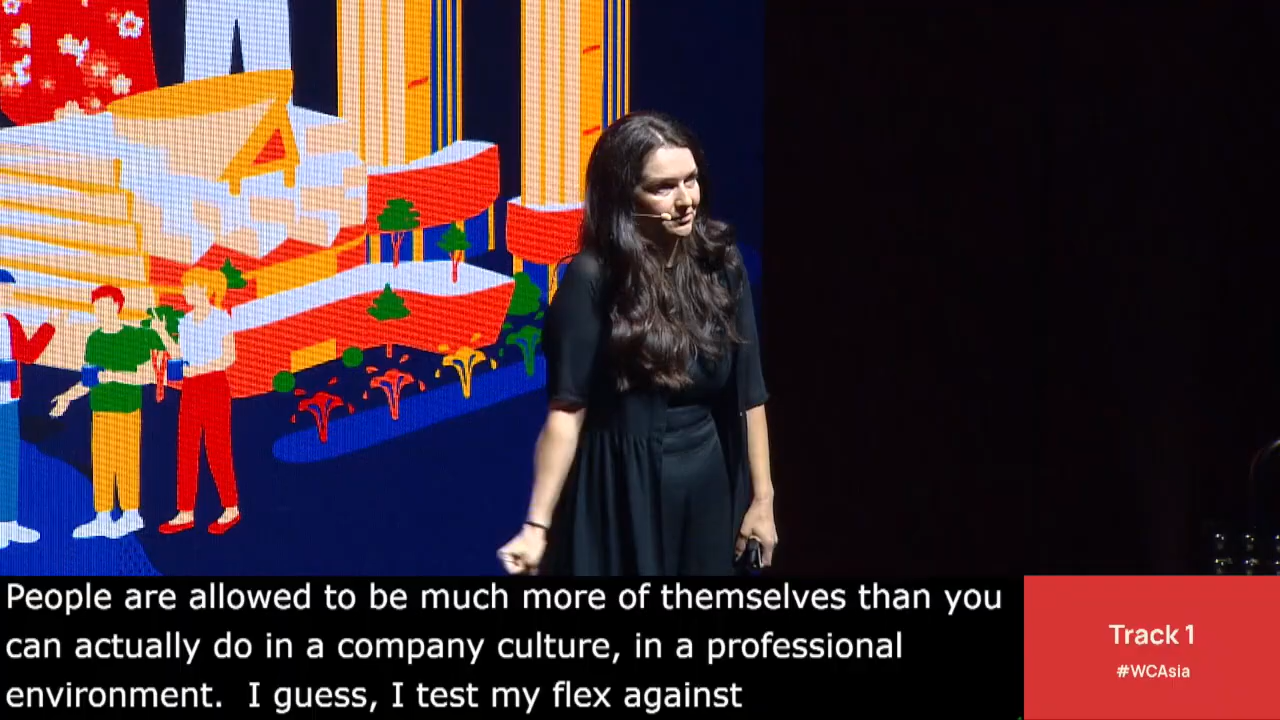 People are allowed to be much more of themselves than you
can actually do in a company culture, in a professional
environment.  I guess, I test my flex against
Track 1
#WCAsia